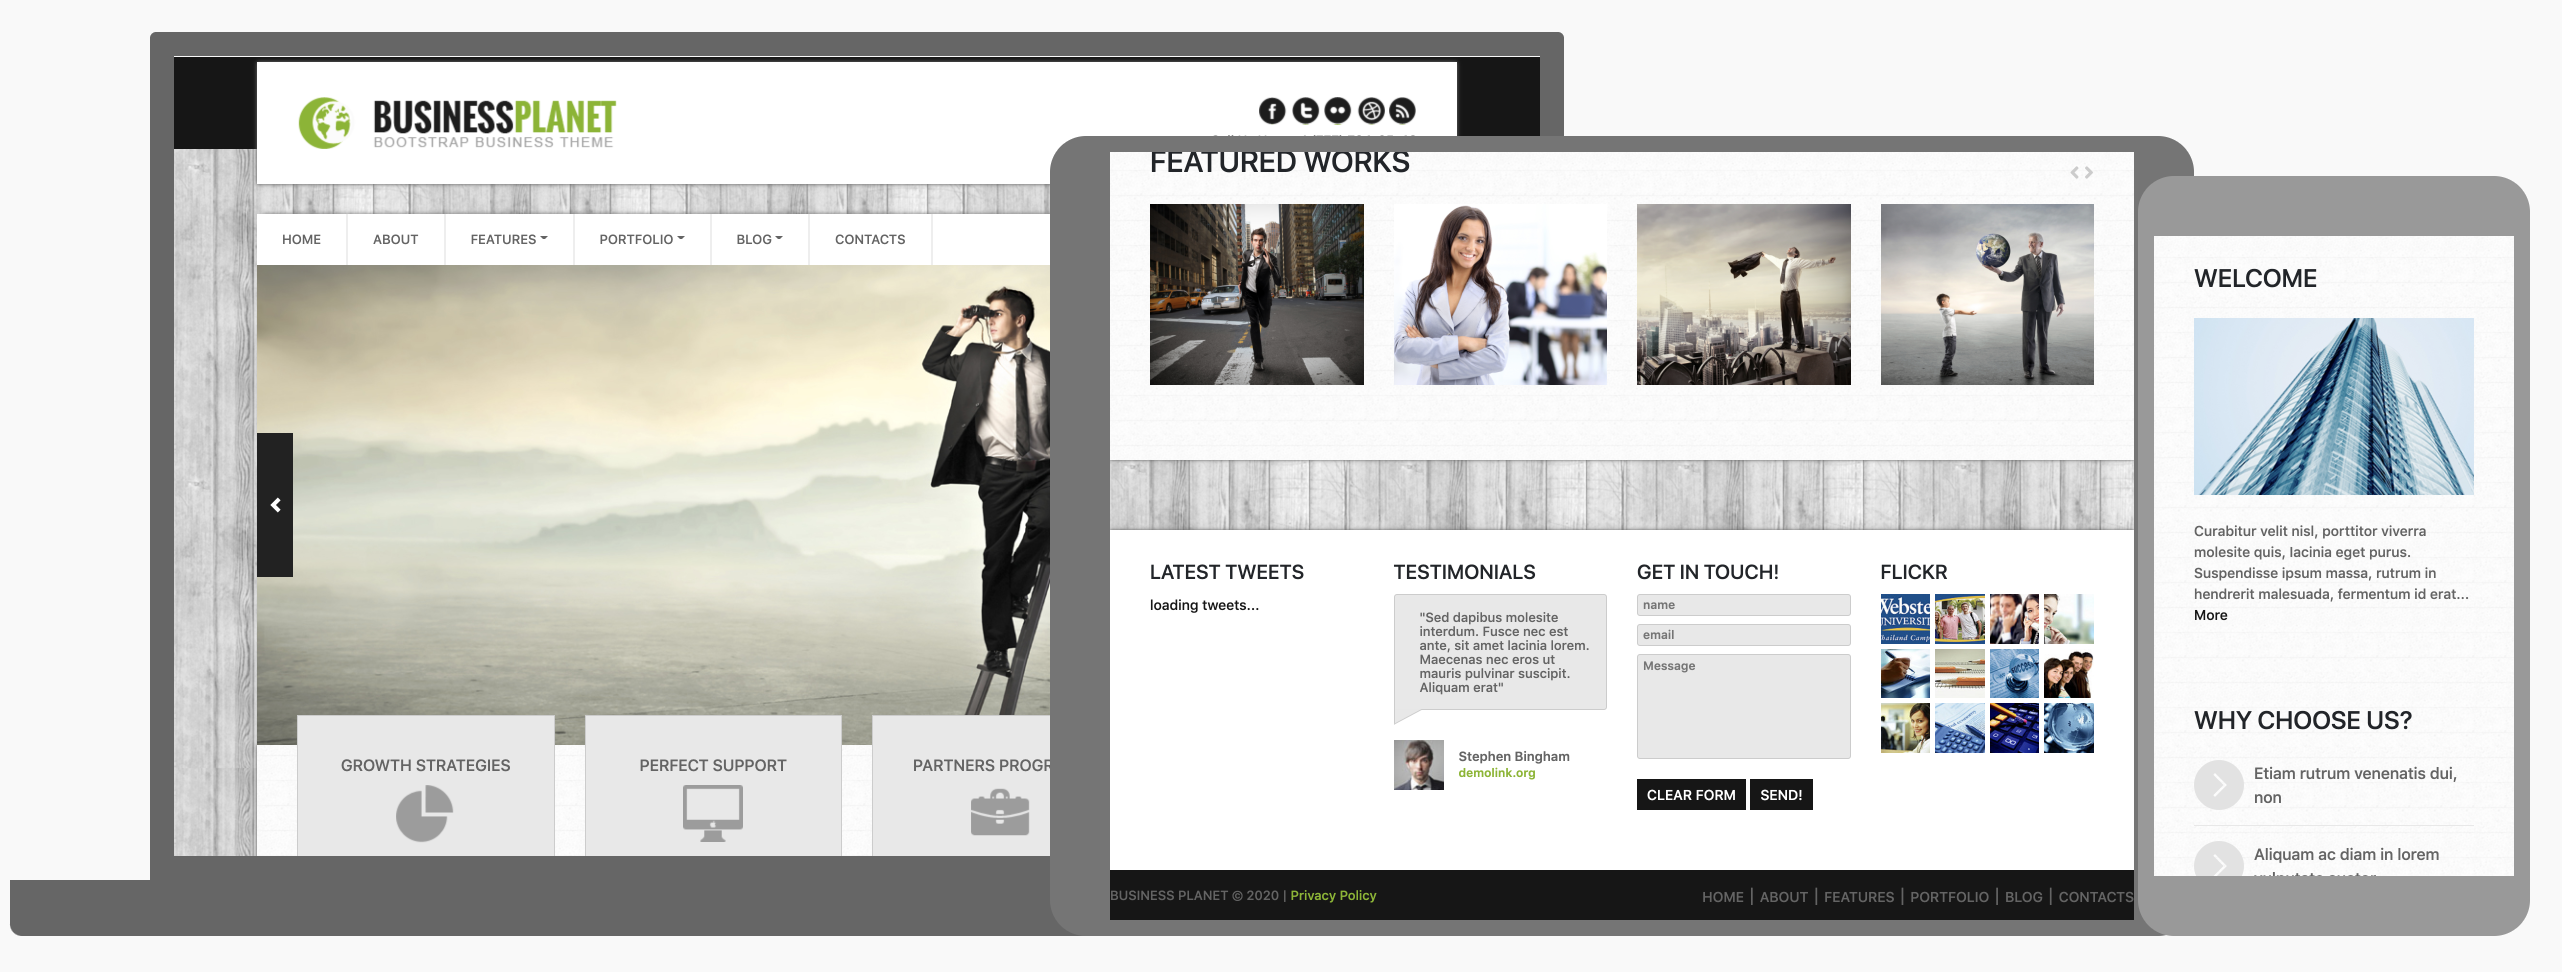 BUSINESSPLANET
BOOTSTRAP BUSINESS THEME
HOME
ABOUT
FEATURES
PORTFOLIO
BLOG
CONTACTS
GROWTH STRATEGIES
PERFECT SUPPORT
PARTNERS PROGR
FEATURED WORKS
LATEST TWEETS
loading tweets...
TESTIMONIALS
"Sed dapibus molesite
interdum. Fusce nec est
ante, sit amet lacinia lorem.
Maecenas nec eros ut
mauris pulvinar suscipit.
Aliquam erat"
Stephen Bingham
demolink.org
GET IN TOUCH!
name
email
Message
CLEAR FORM
SEND!
FLICKR
BUSINESS PLANET © 2020 | Privacy Policy
HOME | ABOUT | FEATURES | PORTFOLIO | BLOG | CONTACTS
WELCOME
Curabitur velit nisl, porttitor viverra
molesite quis, lacinia eget purus.
Suspendisse ipsum massa, rutrum in
hendrerit malesuada, fermentum id erat...
More
WHY CHOOSE US?
Etiam rutrum venenatis dui,
non
Aliquam ac diam in lorem